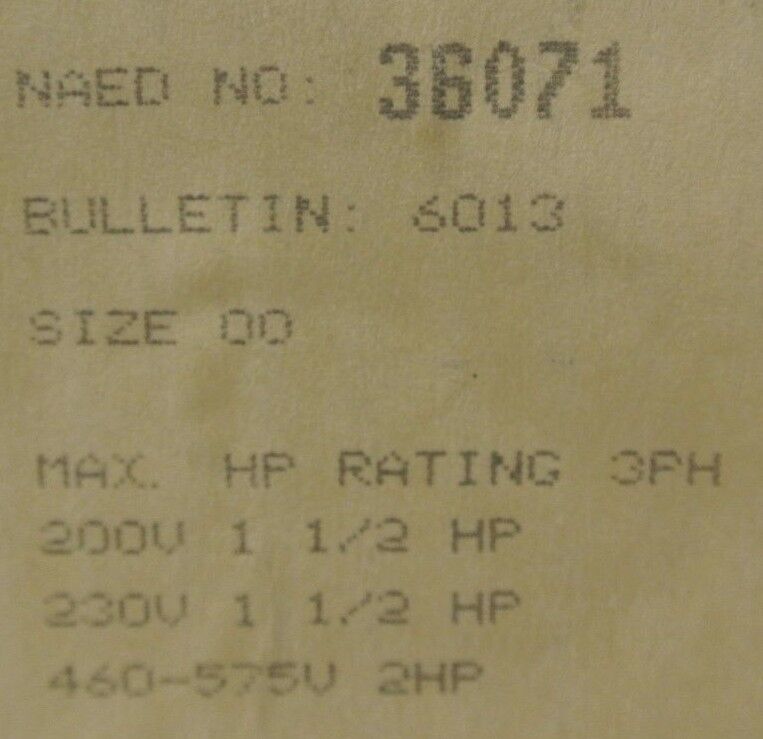 NAED NO: 36071
BULLETIN: 6013
SIZE 00
MAX. HP RATING 3PH
200V 1 1/2 HP
230V 1 1/2 HP
460-575V 2HP